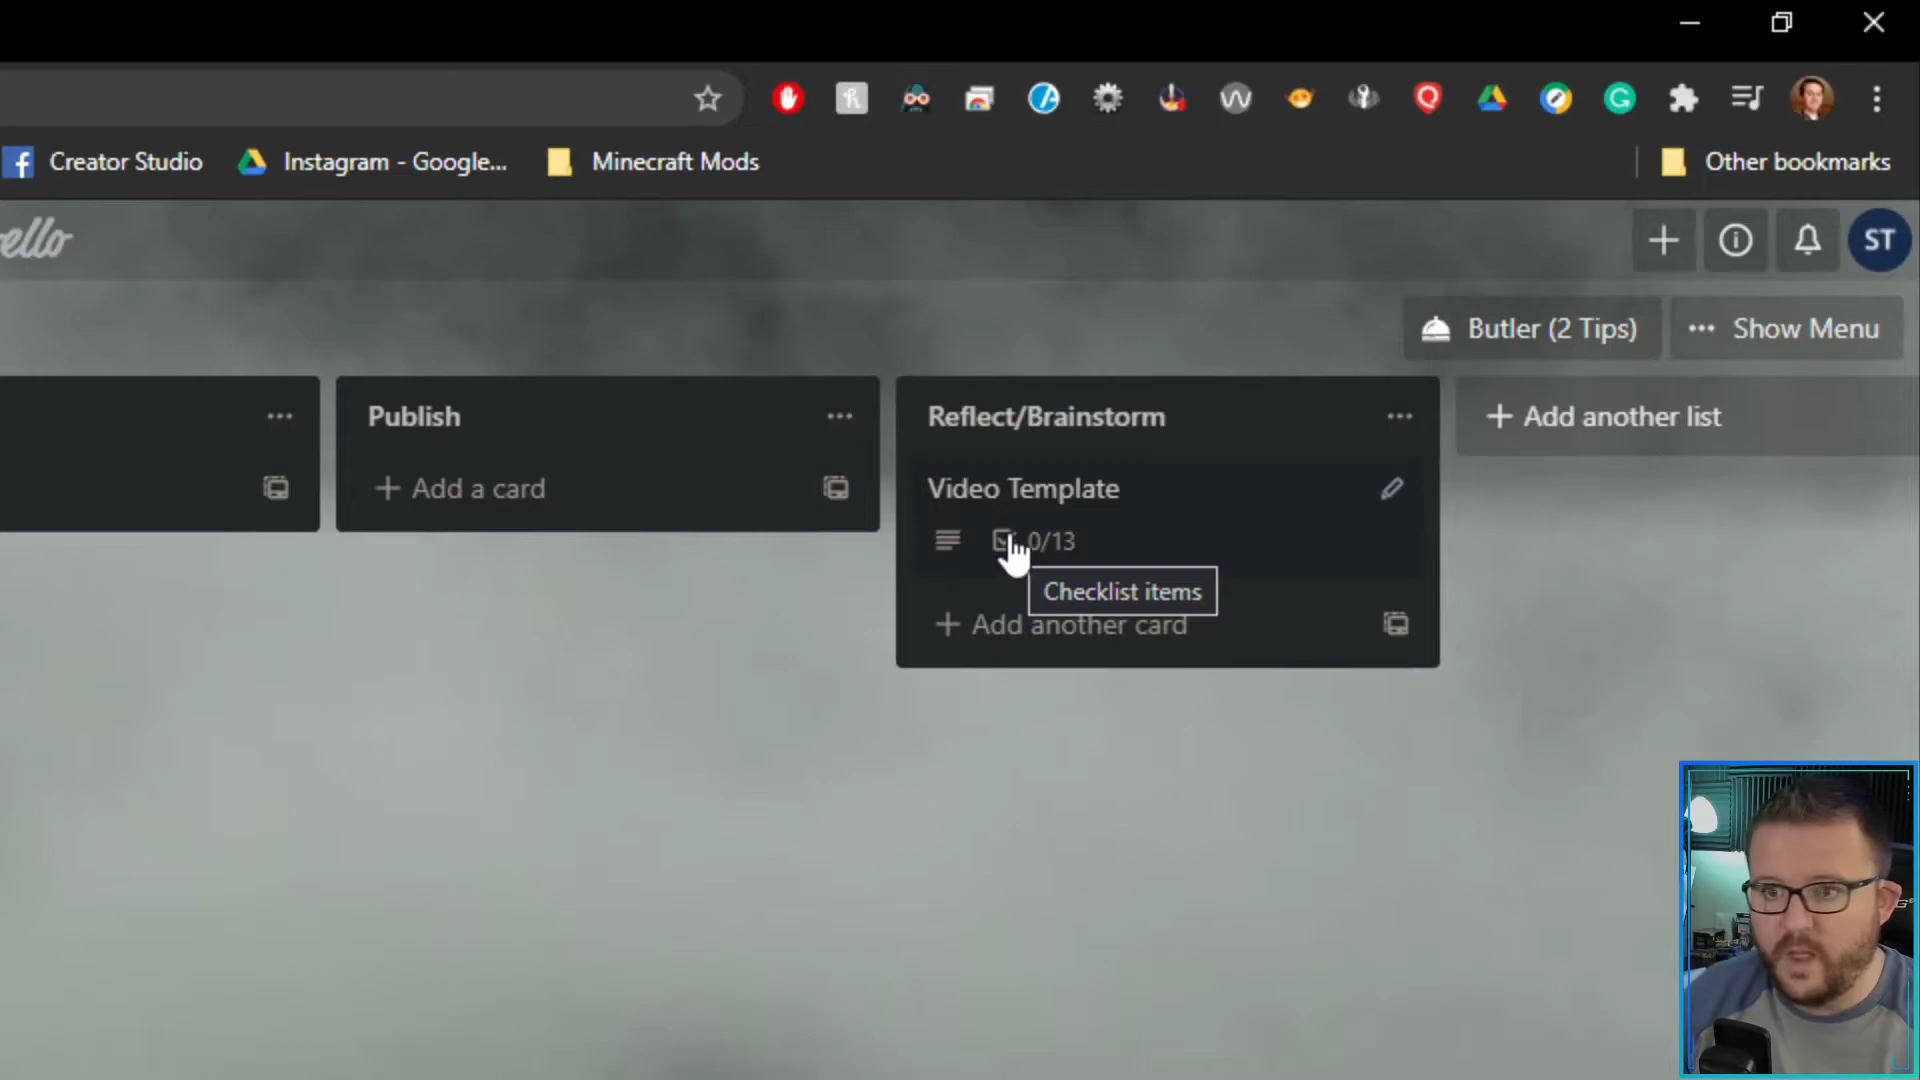 Creator Studio
Instagram - Google...
Minecraft Mods
Other bookmarks
ello
ST
Butler (2 Tips)
... Show Menu
Publish
+ Add a card
Reflect/Brainstorm
Video Template
0/13
Checklist items
+ Add another card
+ Add another list